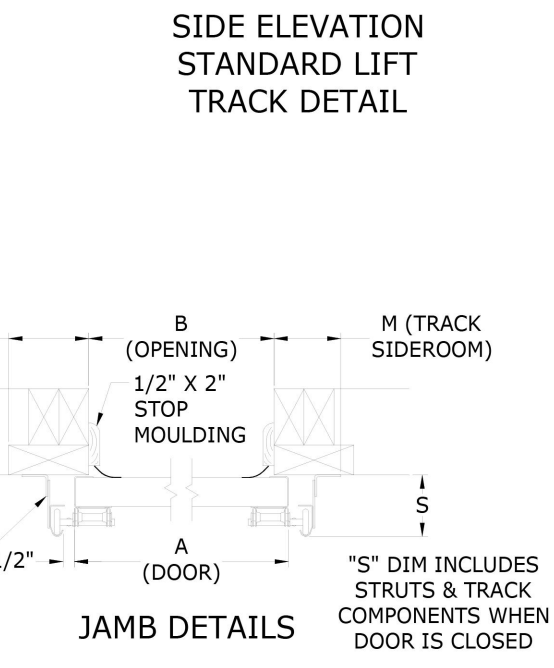 SIDE ELEVATION
STANDARD LIFT
TRACK DETAIL
B
(OPENING)
M (TRACK
SIDEROOM)
1/2" X 2"
STOP
MOULDING
S
/2"
A
(DOOR)
"S" DIM INCLUDES
STRUTS & TRACK
COMPONENTS WHEN
DOOR IS CLOSED
JAMB DETAILS